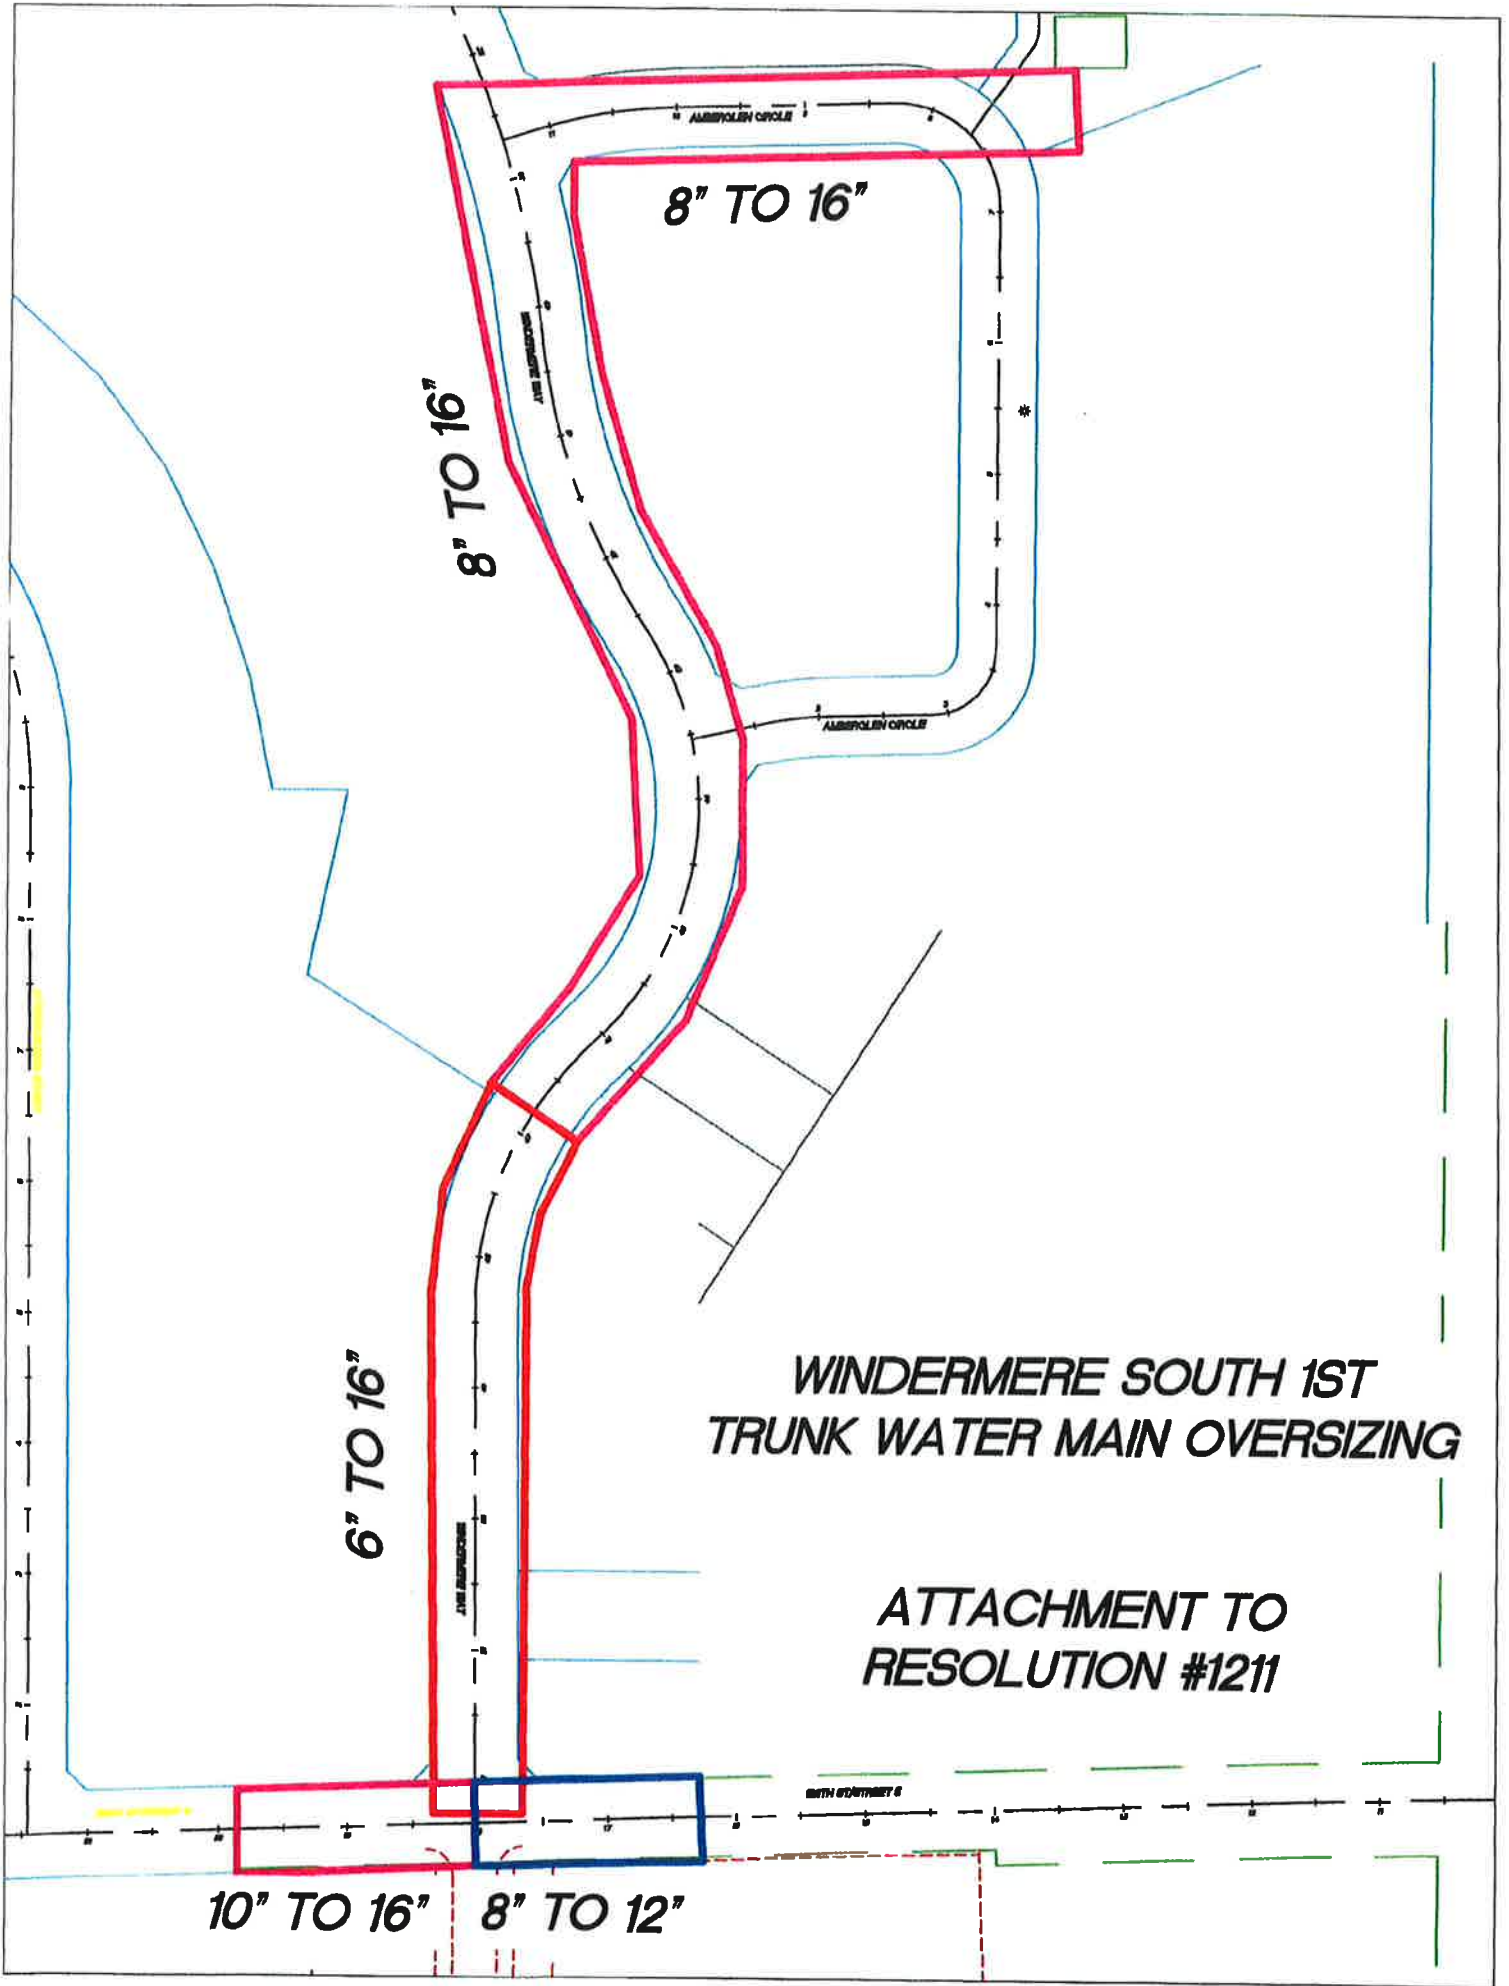 AMBERGLEN CIRCLE
8" TO 16"
8" TO 16"
AMBERGLEN CIRCLE
6" TO 16"
WINDERMERE SOUTH 1ST
TRUNK WATER MAIN OVERSIZING
ATTACHMENT TO
RESOLUTION #1211
10" TO 16"
8" TO 12"